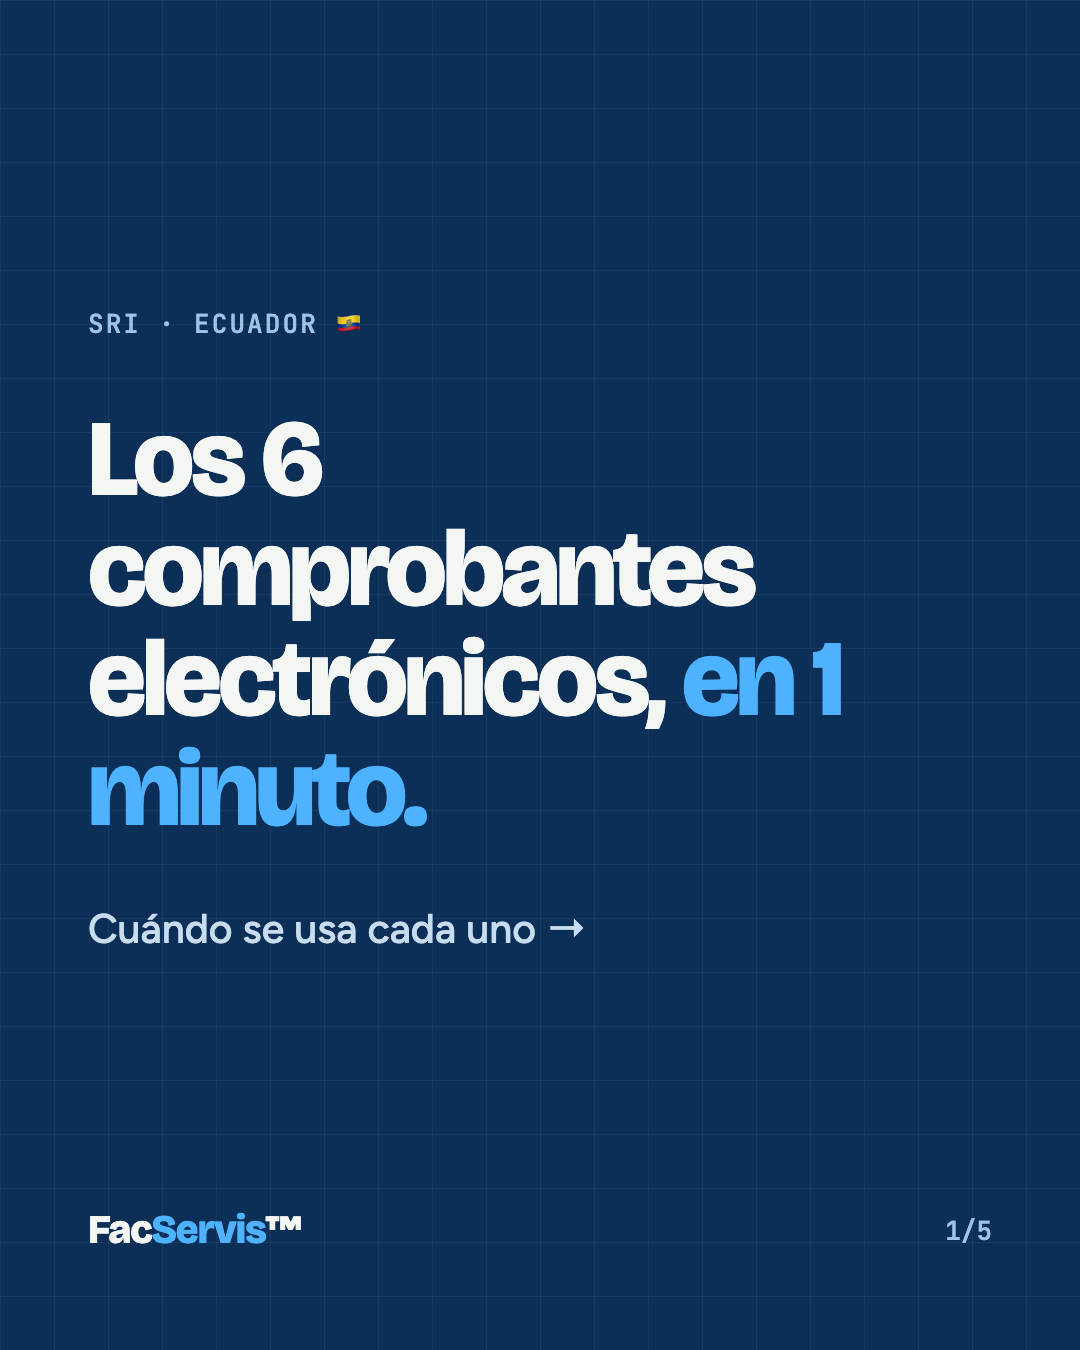 SRI · ECUADOR 🇪🇨
Los 6
comprobantes
electrónicos, en 1
minuto.
Cuándo se usa cada uno →
FacServis™
1/5